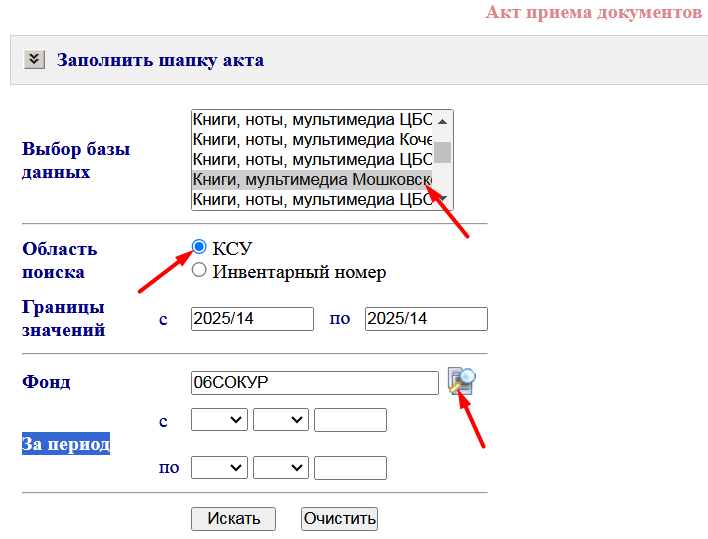 Акт приема документов
Заполнить шапку акта
Выбор базы
данных
Книги, ноты, мультимедиа ЦБС
Книги, ноты, мультимедиа Коче
Книги, ноты, мультимедиа ЦБС
Книги, мультимедиа Мошковск
Книги, ноты, мультимедиа ЦБС
Область
поиска
КСУ
Инвентарный номер
Границы
значений
с 2025/14 по 2025/14
Фонд 06СОКУР
За период
с
по
Искать Очистить